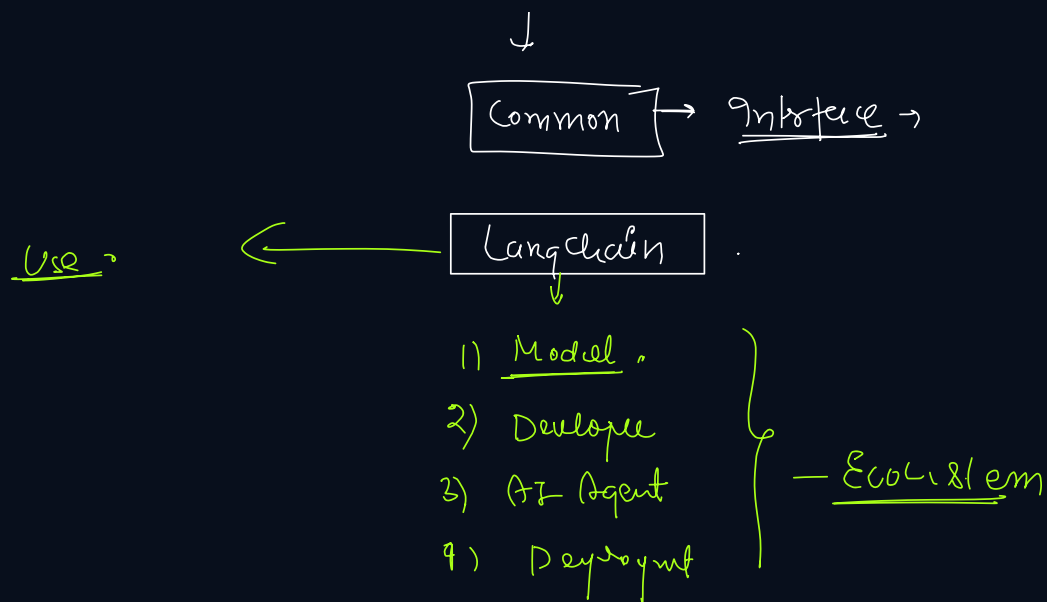 Common → Interface →
Use
LangChain
1) Model
2) Develope
3) AI Agent
4) Deployment
— Ecosistem